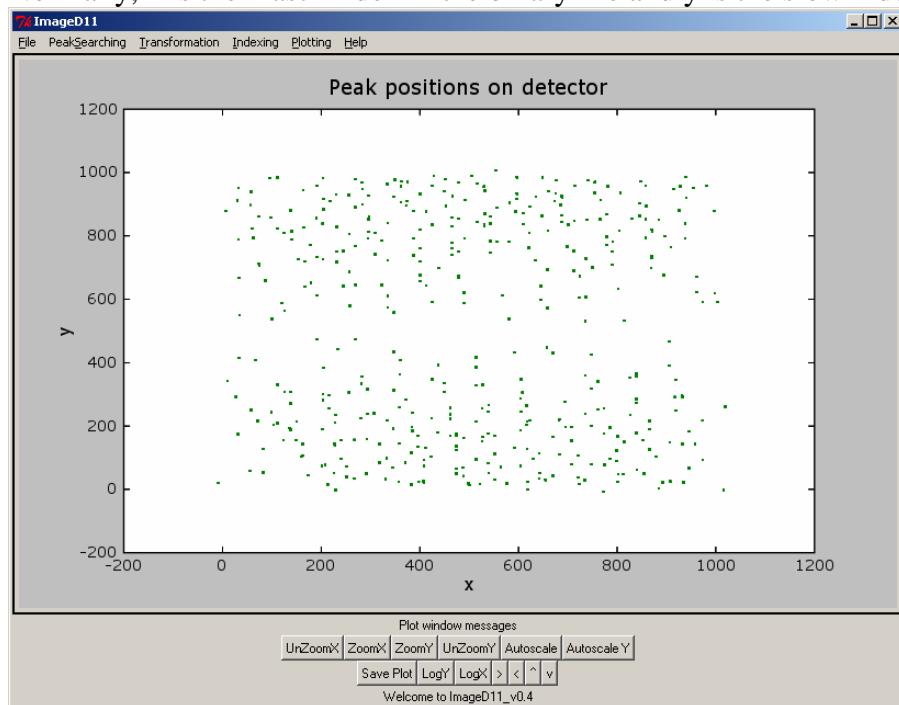 ImageD11
File PeakSearching Transformation Indexing Plotting Help
Peak positions on detector
1200
1000
800
600
400
200
0
-200
y
-200 0 200 400 600 800 1000 1200
x
Plot window messages
UnZoomX ZoomX ZoomY UnZoomY Autoscale Autoscale Y
Save Plot LogY LogX > < ^ v
Welcome to ImageD11_v0.4